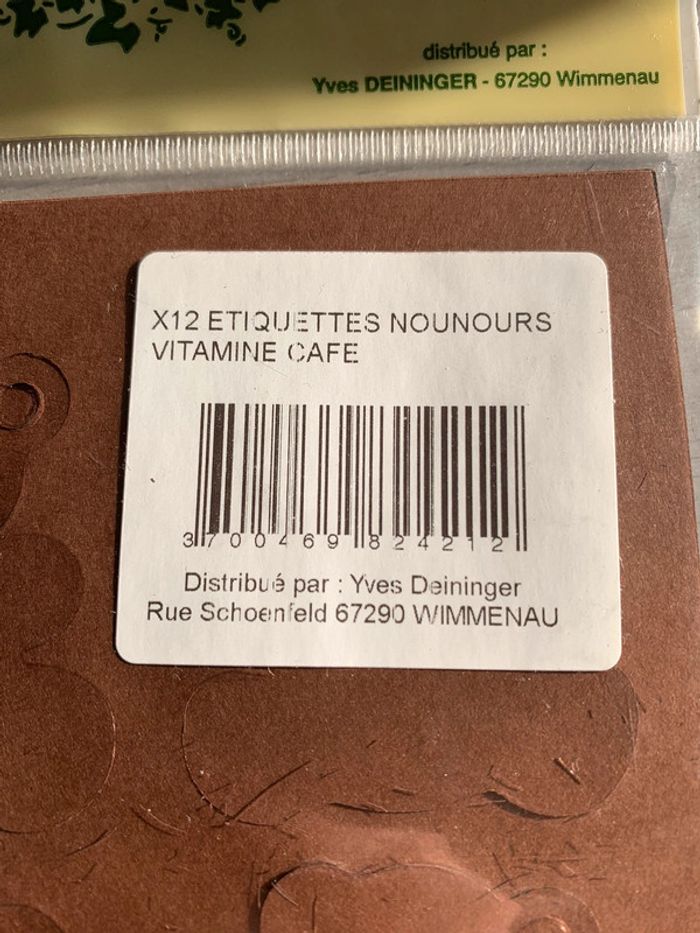 distribué par :
Yves DEININGER - 67290 Wimmenau
X12 ETIQUETTES NOUNOURS
VITAMINE CAFE
3700469824212
Distribué par : Yves Deininger
Rue Schoenfeld 67290 WIMMENAU